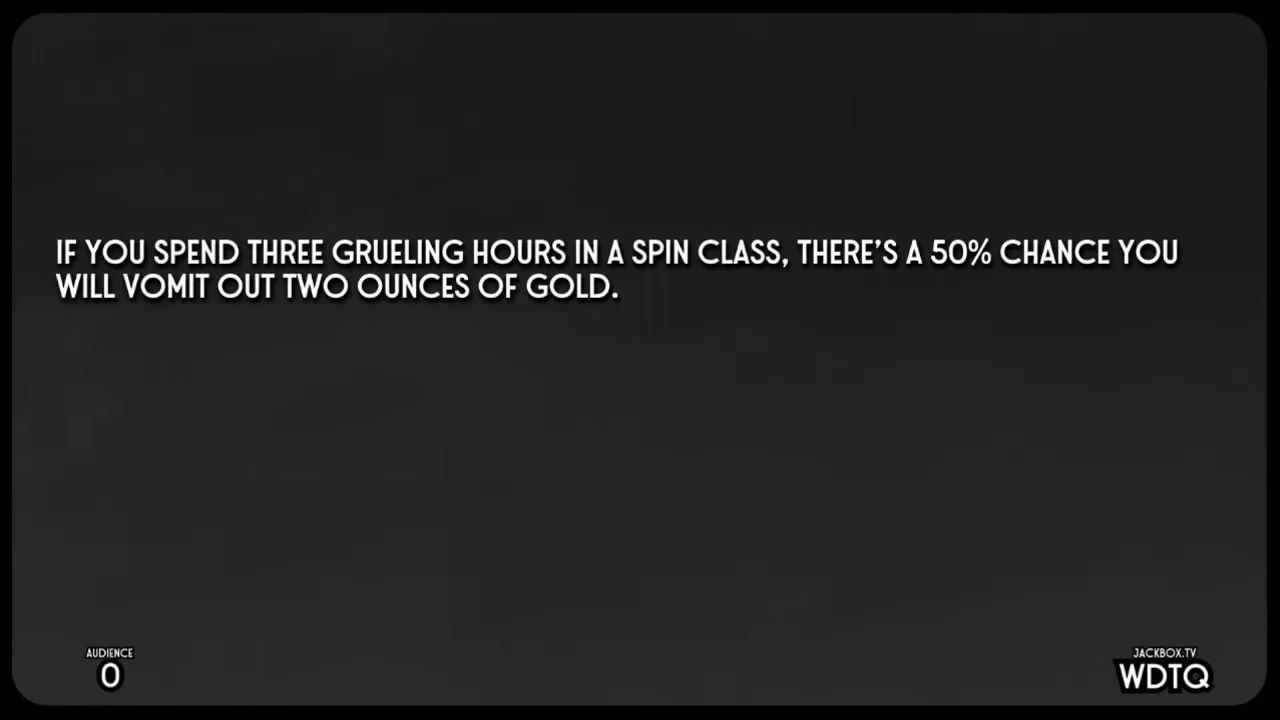 IF YOU SPEND THREE GRUELING HOURS IN A SPIN CLASS, THERE'S A 50% CHANCE YOU
WILL VOMIT OUT TWO OUNCES OF GOLD.
AUDIENCE
0
JACKBOX.TV
WDTQ